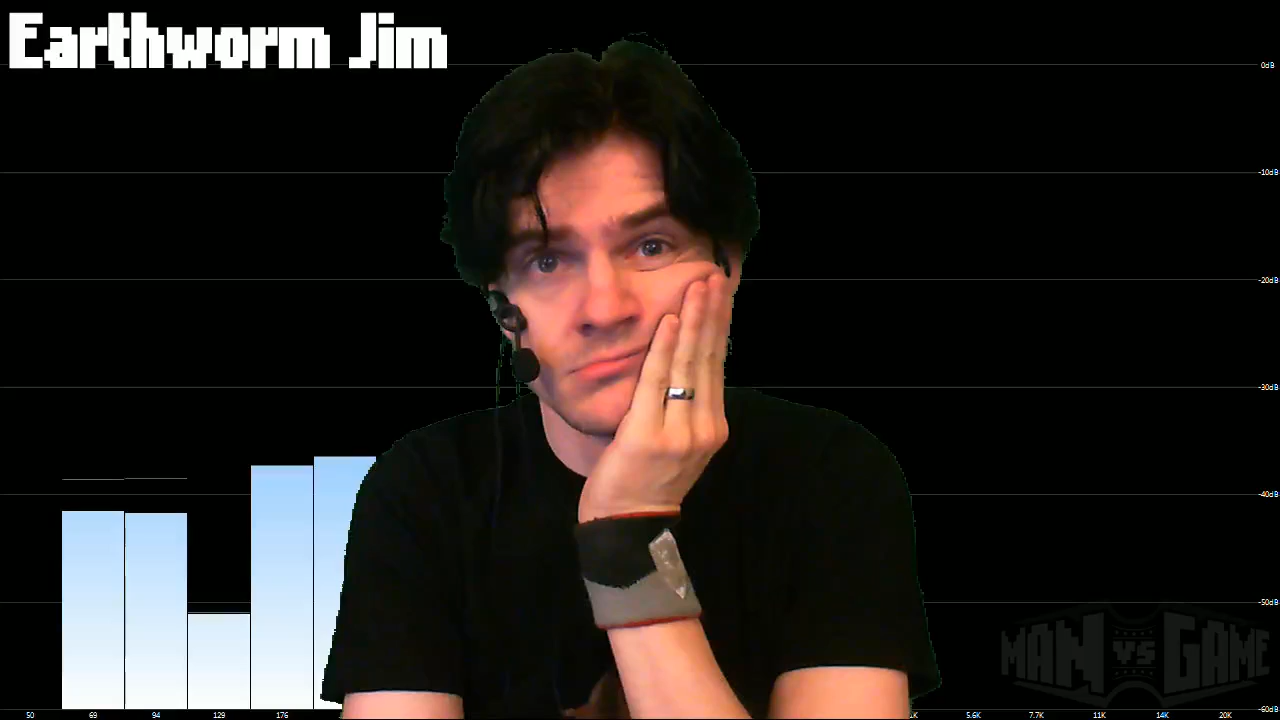 Earthworm Jim
0dB
-10dB
-20dB
-30dB
-40dB
-50dB
-60dB
MAN VS GAME
50 69 94 129 176 5.6K 7.7K 11K 14K 20K